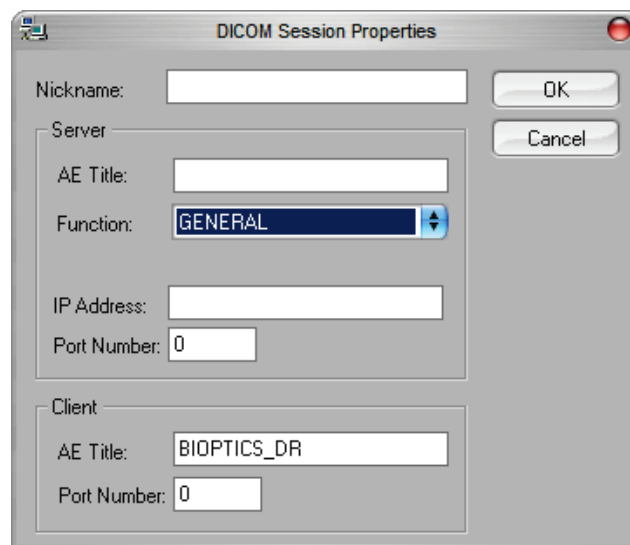 DICOM Session Properties
Nickname:
OK
Cancel
Server
AE Title:
Function: GENERAL
IP Address:
Port Number: 0
Client
AE Title: BIOPTICS_DR
Port Number: 0